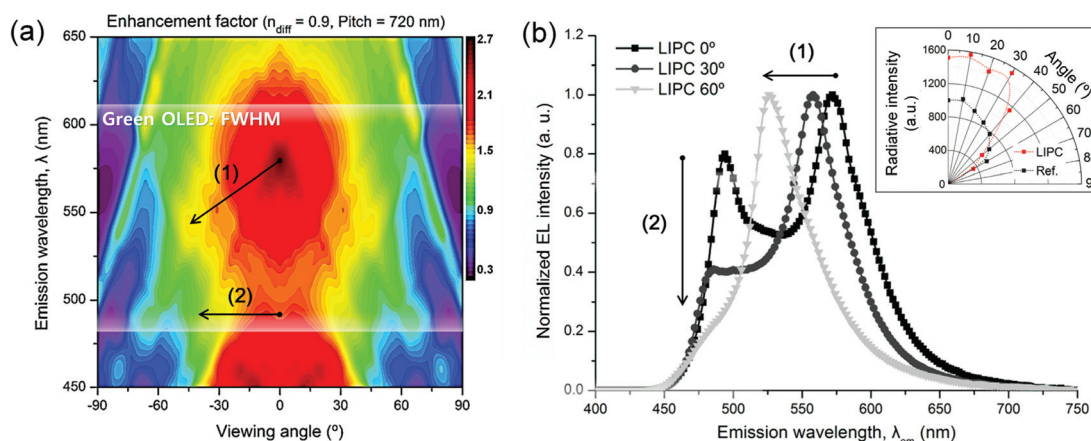 (a)
Enhancement factor (n_diff = 0.9, Pitch = 720 nm)
Emission wavelength, λ (nm)
650
600
550
500
450
Green OLED: FWHM
(1)
(2)
2.7
2.1
1.5
0.9
0.3
-90 -60 -30 0 30 60 90
Viewing angle (º)
(b)
Normalized EL intensity (a. u.)
1.2
1.0
0.8
0.6
0.4
0.2
0.0
LIPC 0º
LIPC 30º
LIPC 60º
(1)
(2)
400 450 500 550 600 650 700 750
Emission wavelength, λem (nm)
Radiative intensity
(a. u.)
1600
1200
800
400
0
0 10 20 30 40 50 60 70 80 9
Angle (º)
LIPC
Ref.